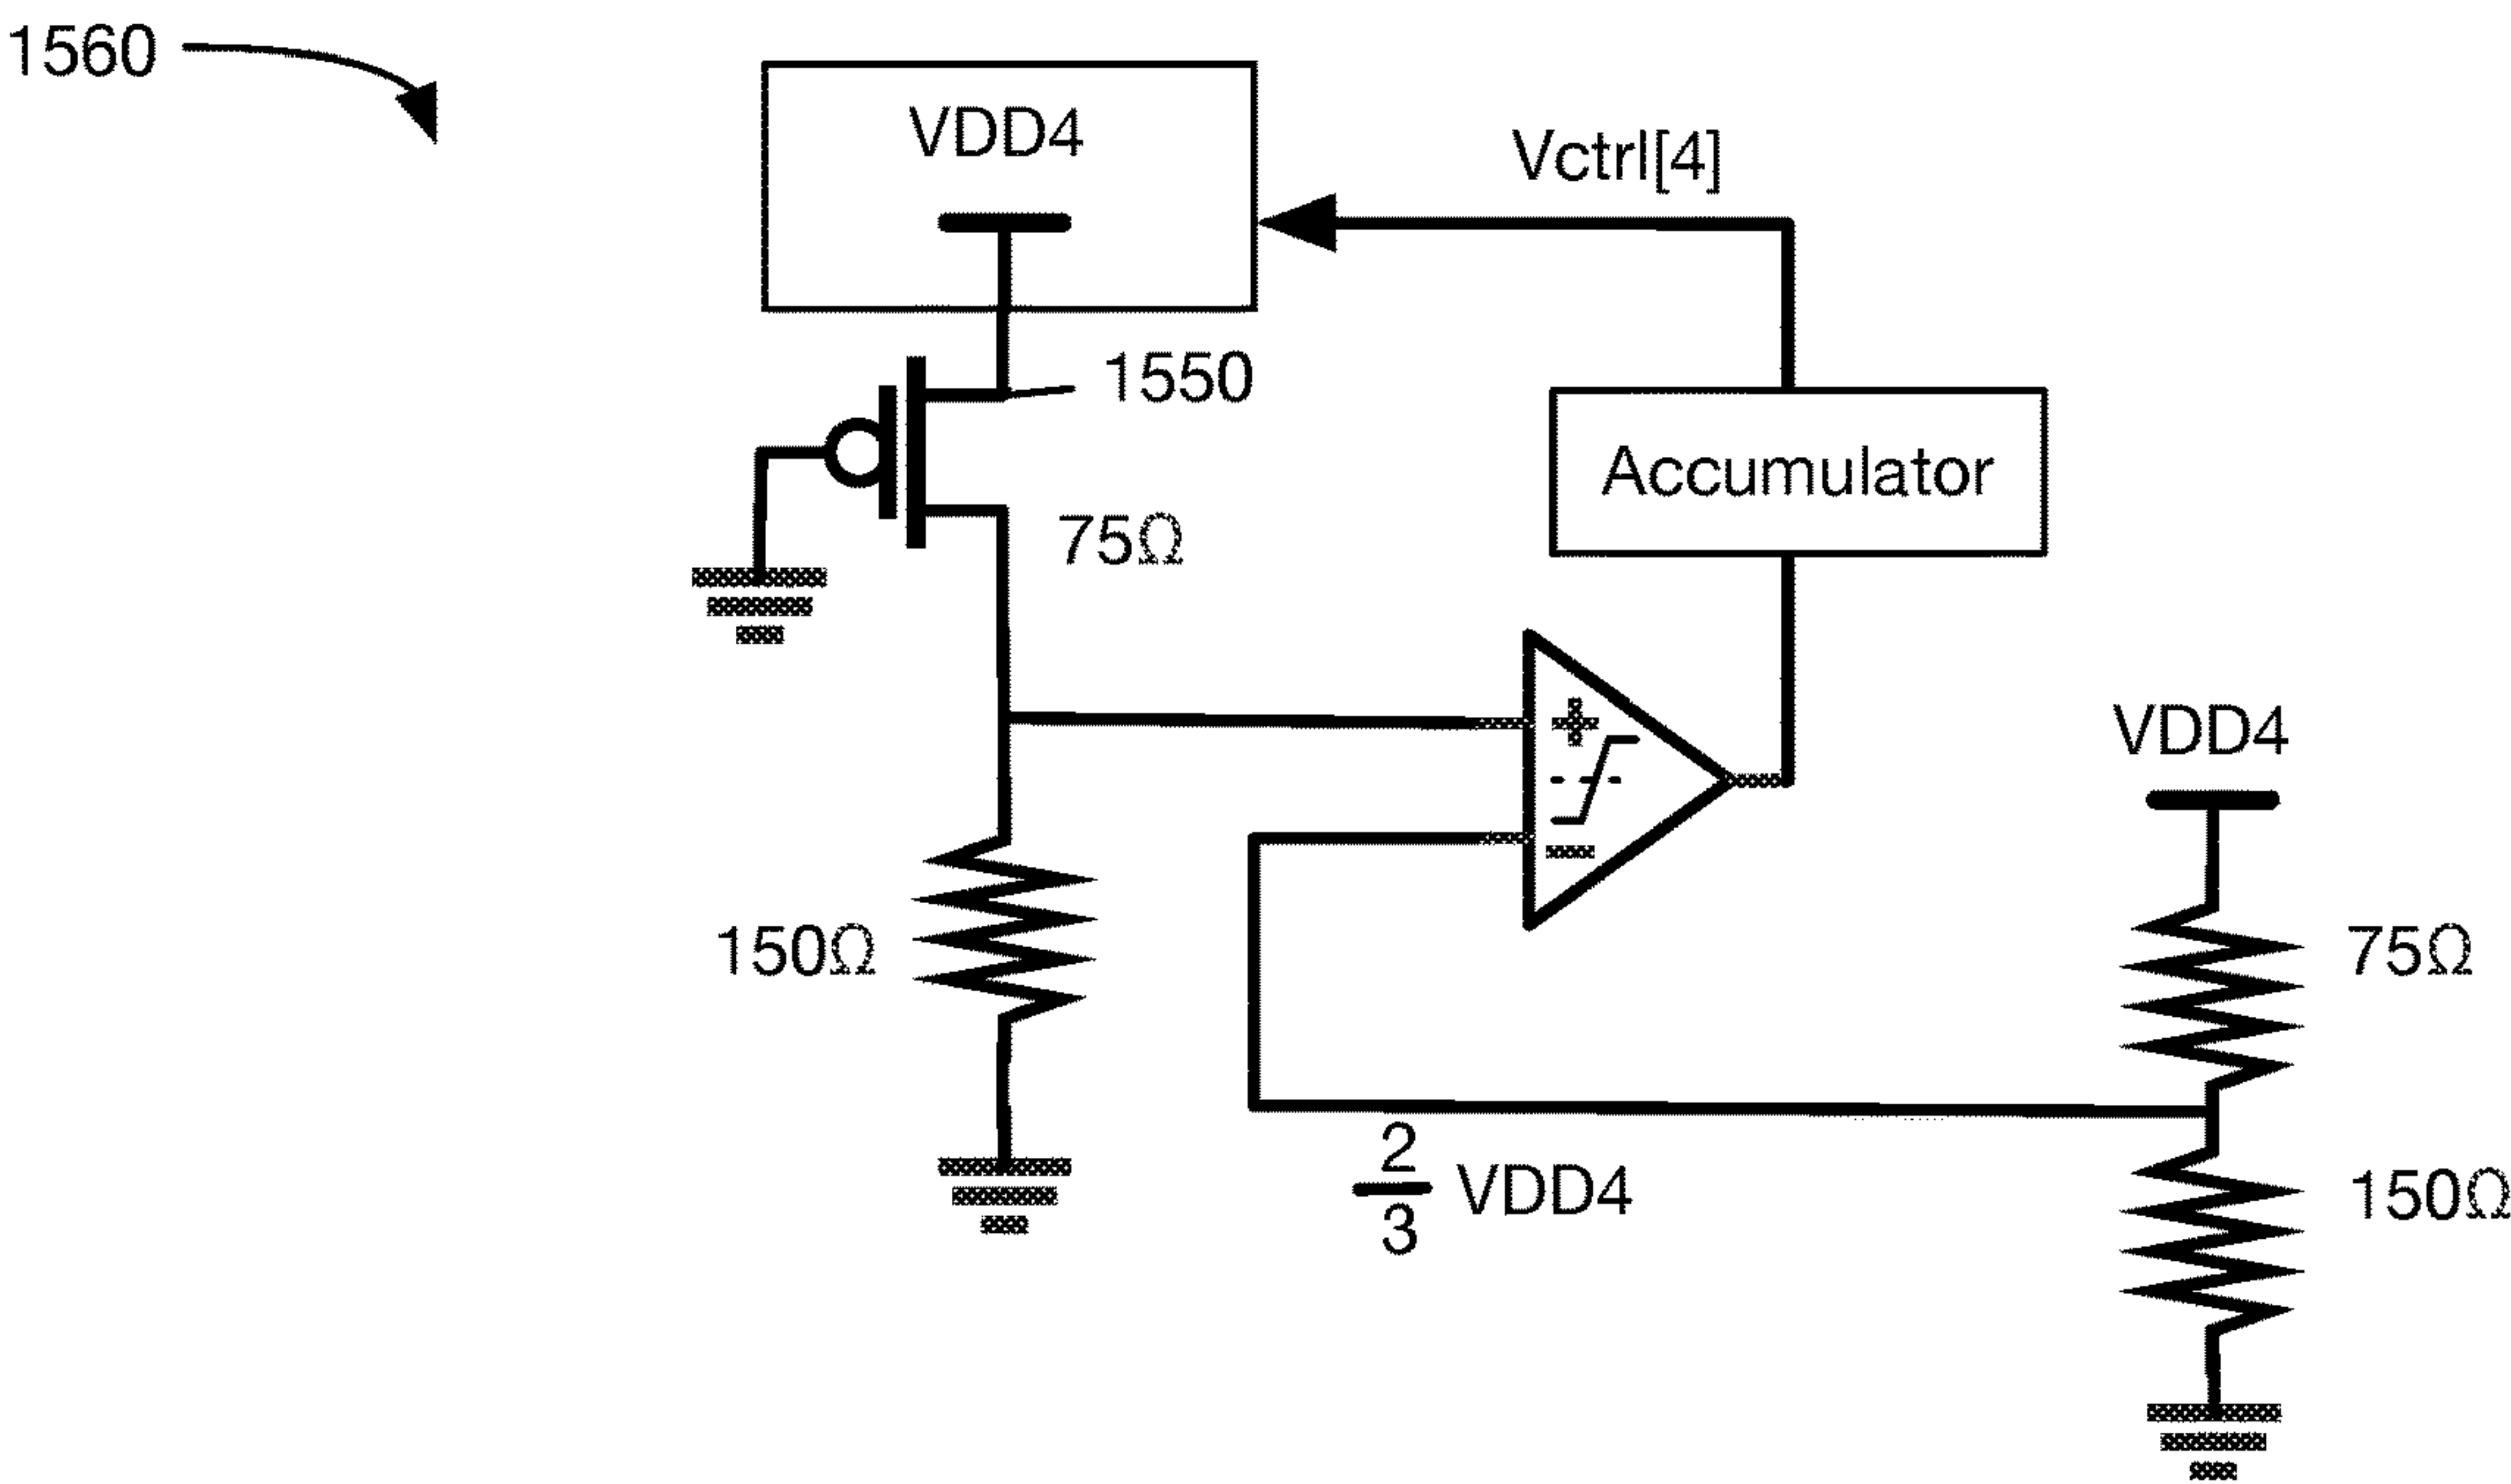 1560
VDD4
Vctrl[4]
1550
75Ω
Accumulator
+
−
VDD4
150Ω
75Ω
2/3 VDD4
150Ω